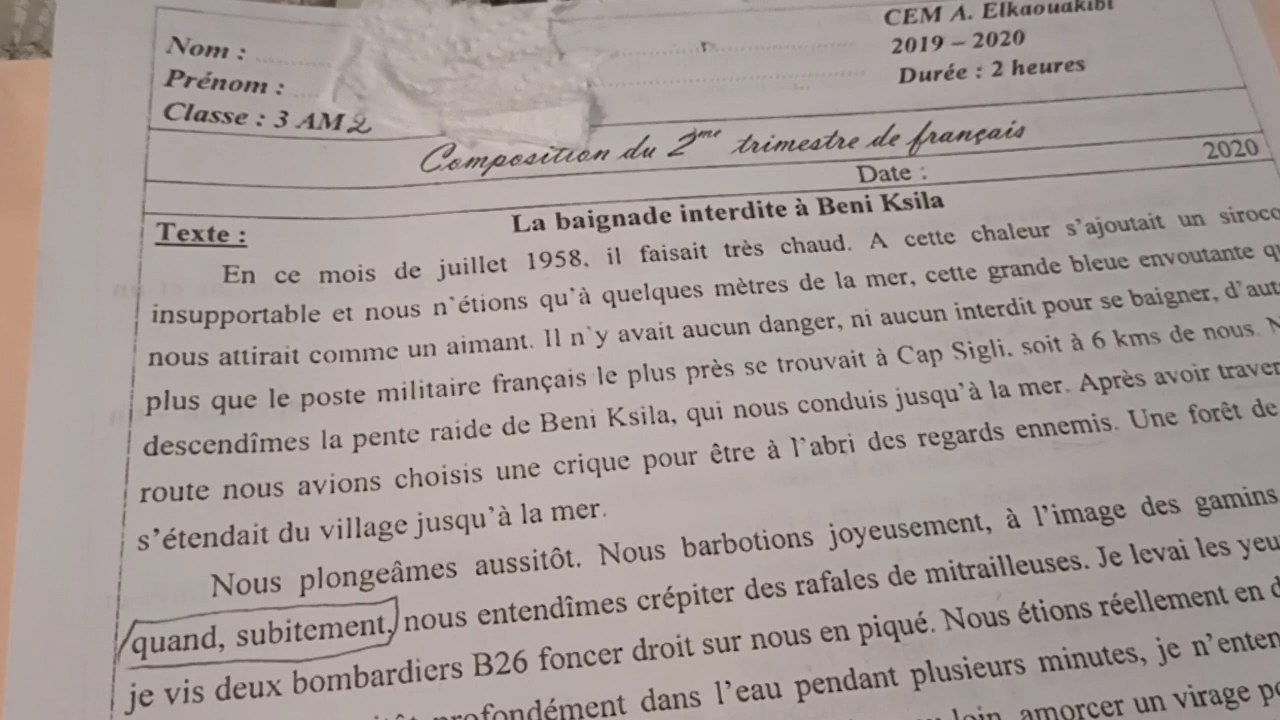 Nom :
CEM A. Elkaouakibi
Prénom :
2019 – 2020
Classe : 3 AM 2
Durée : 2 heures
Composition du 2ème trimestre de français
Date :
2020
Texte :
La baignade interdite à Beni Ksila
En ce mois de juillet 1958, il faisait très chaud. A cette chaleur s'ajoutait un siroco
insupportable et nous n'étions qu'à quelques mètres de la mer, cette grande bleue envoutante
nous attirait comme un aimant. Il n'y avait aucun danger, ni aucun interdit pour se baigner,
plus que le poste militaire français le plus près se trouvait à Cap Sigli, soit à 6 kms de nous.
descendîmes la pente raide de Beni Ksila, qui nous conduis jusqu'à la mer. Après avoir
route nous avions choisis une crique pour être à l'abri des regards ennemis. Une forêt de
s'étendait du village jusqu'à la mer.
Nous plongeâmes aussitôt. Nous barbotions joyeusement, à l'image des gamins
quand, subitement, nous entendîmes crépiter des rafales de mitrailleuses. Je levai les
je vis deux bombardiers B26 foncer droit sur nous en piqué. Nous étions réellement en
profondément dans l'eau pendant plusieurs minutes, je
loin, amorcer un virage